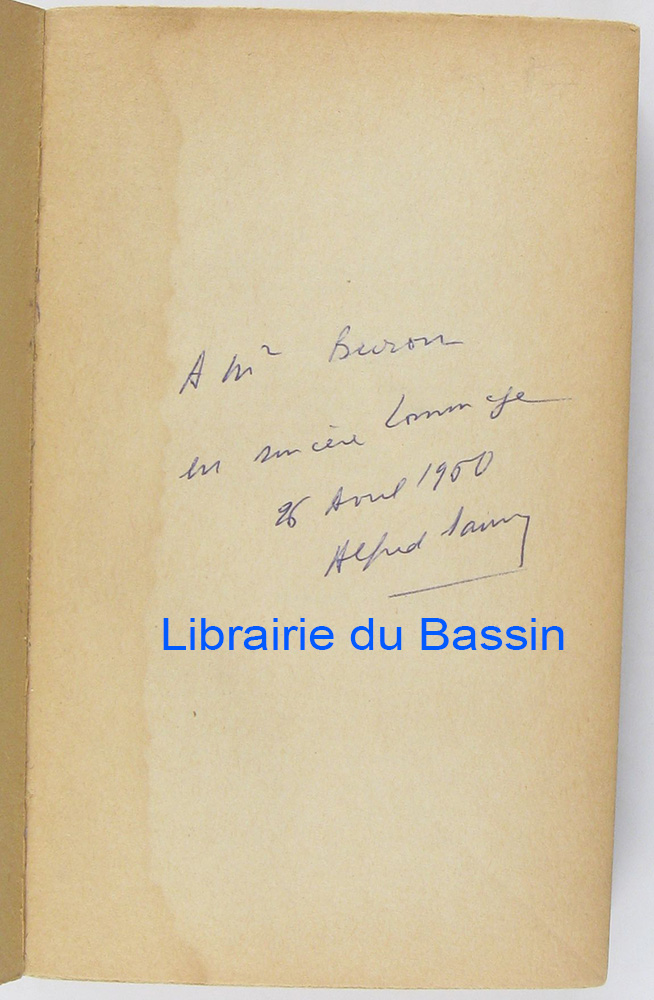 A Mr Buron
en sincère hommage
26 Avril 1950
Alfred Sauvy
Librairie du Bassin